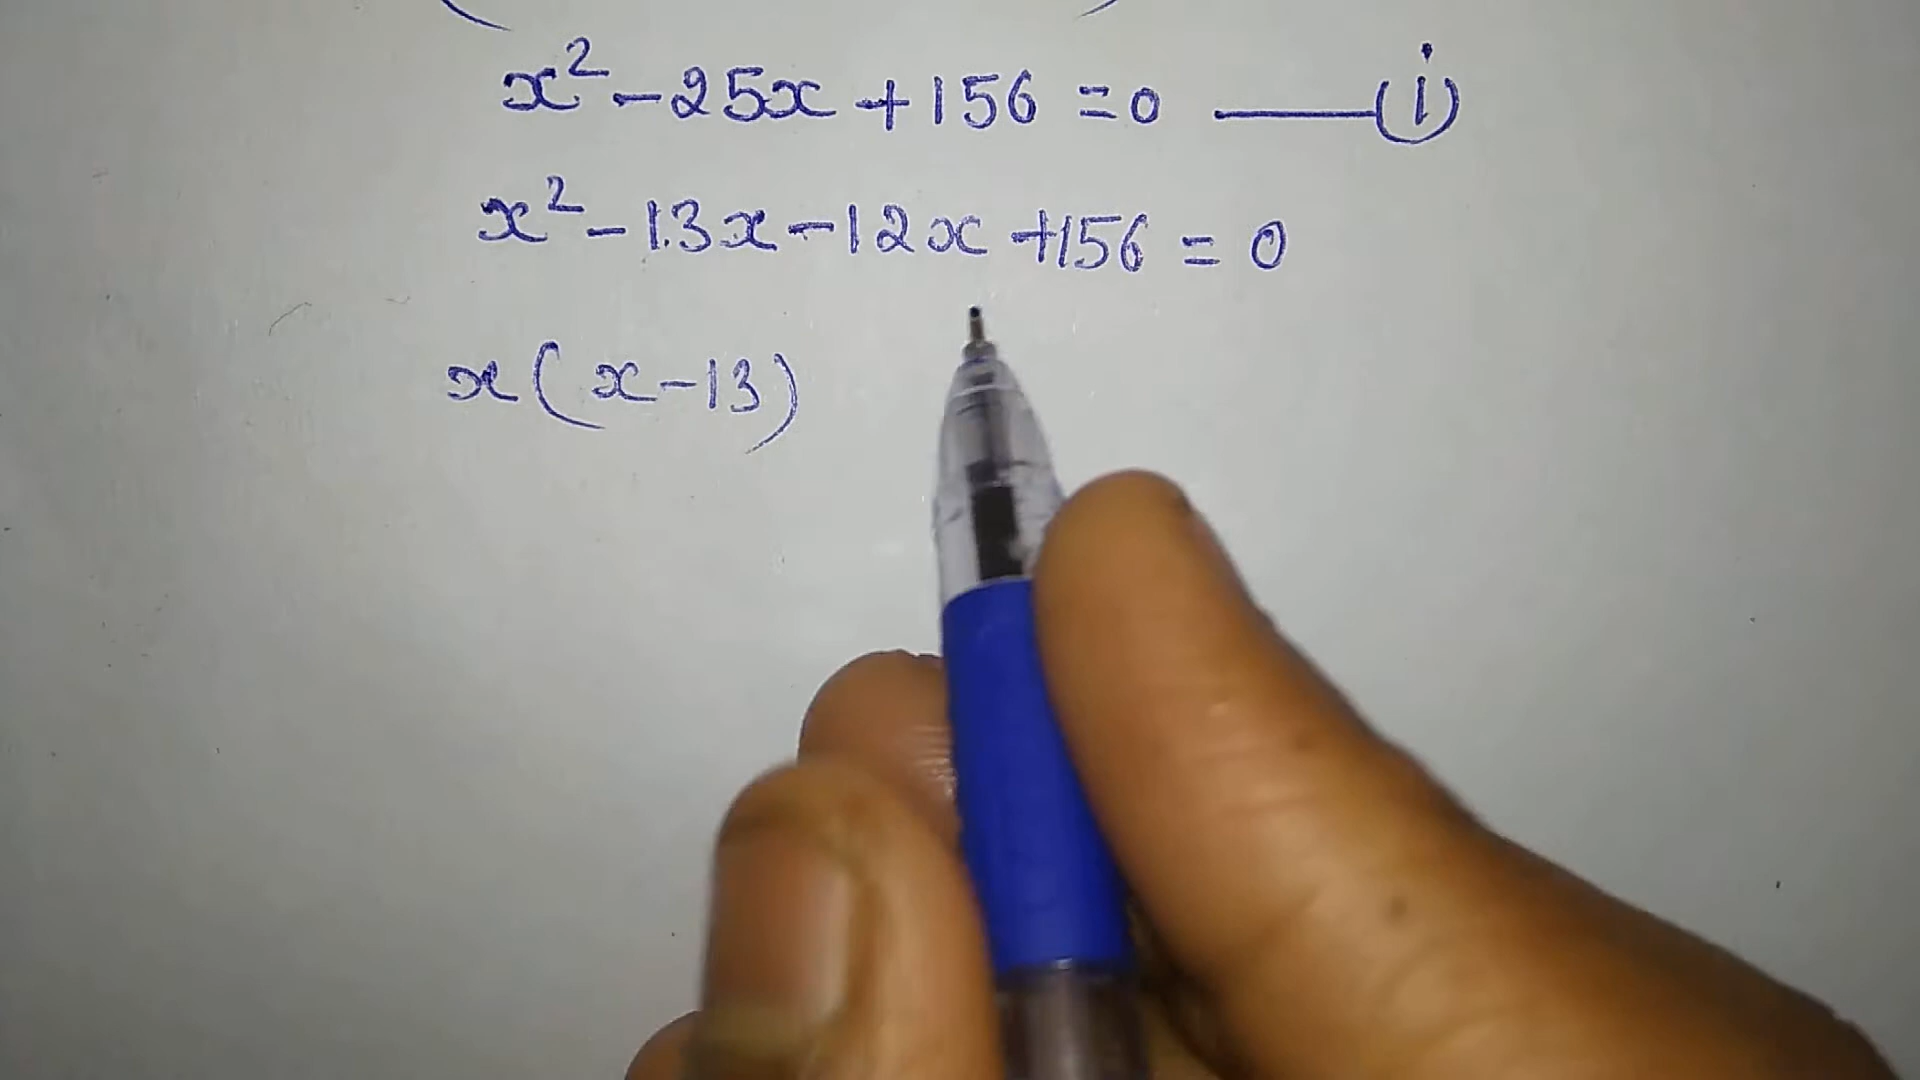 x² - 25x + 156 = 0 ——(i)
x² - 13x - 12x + 156 = 0
x(x - 13)